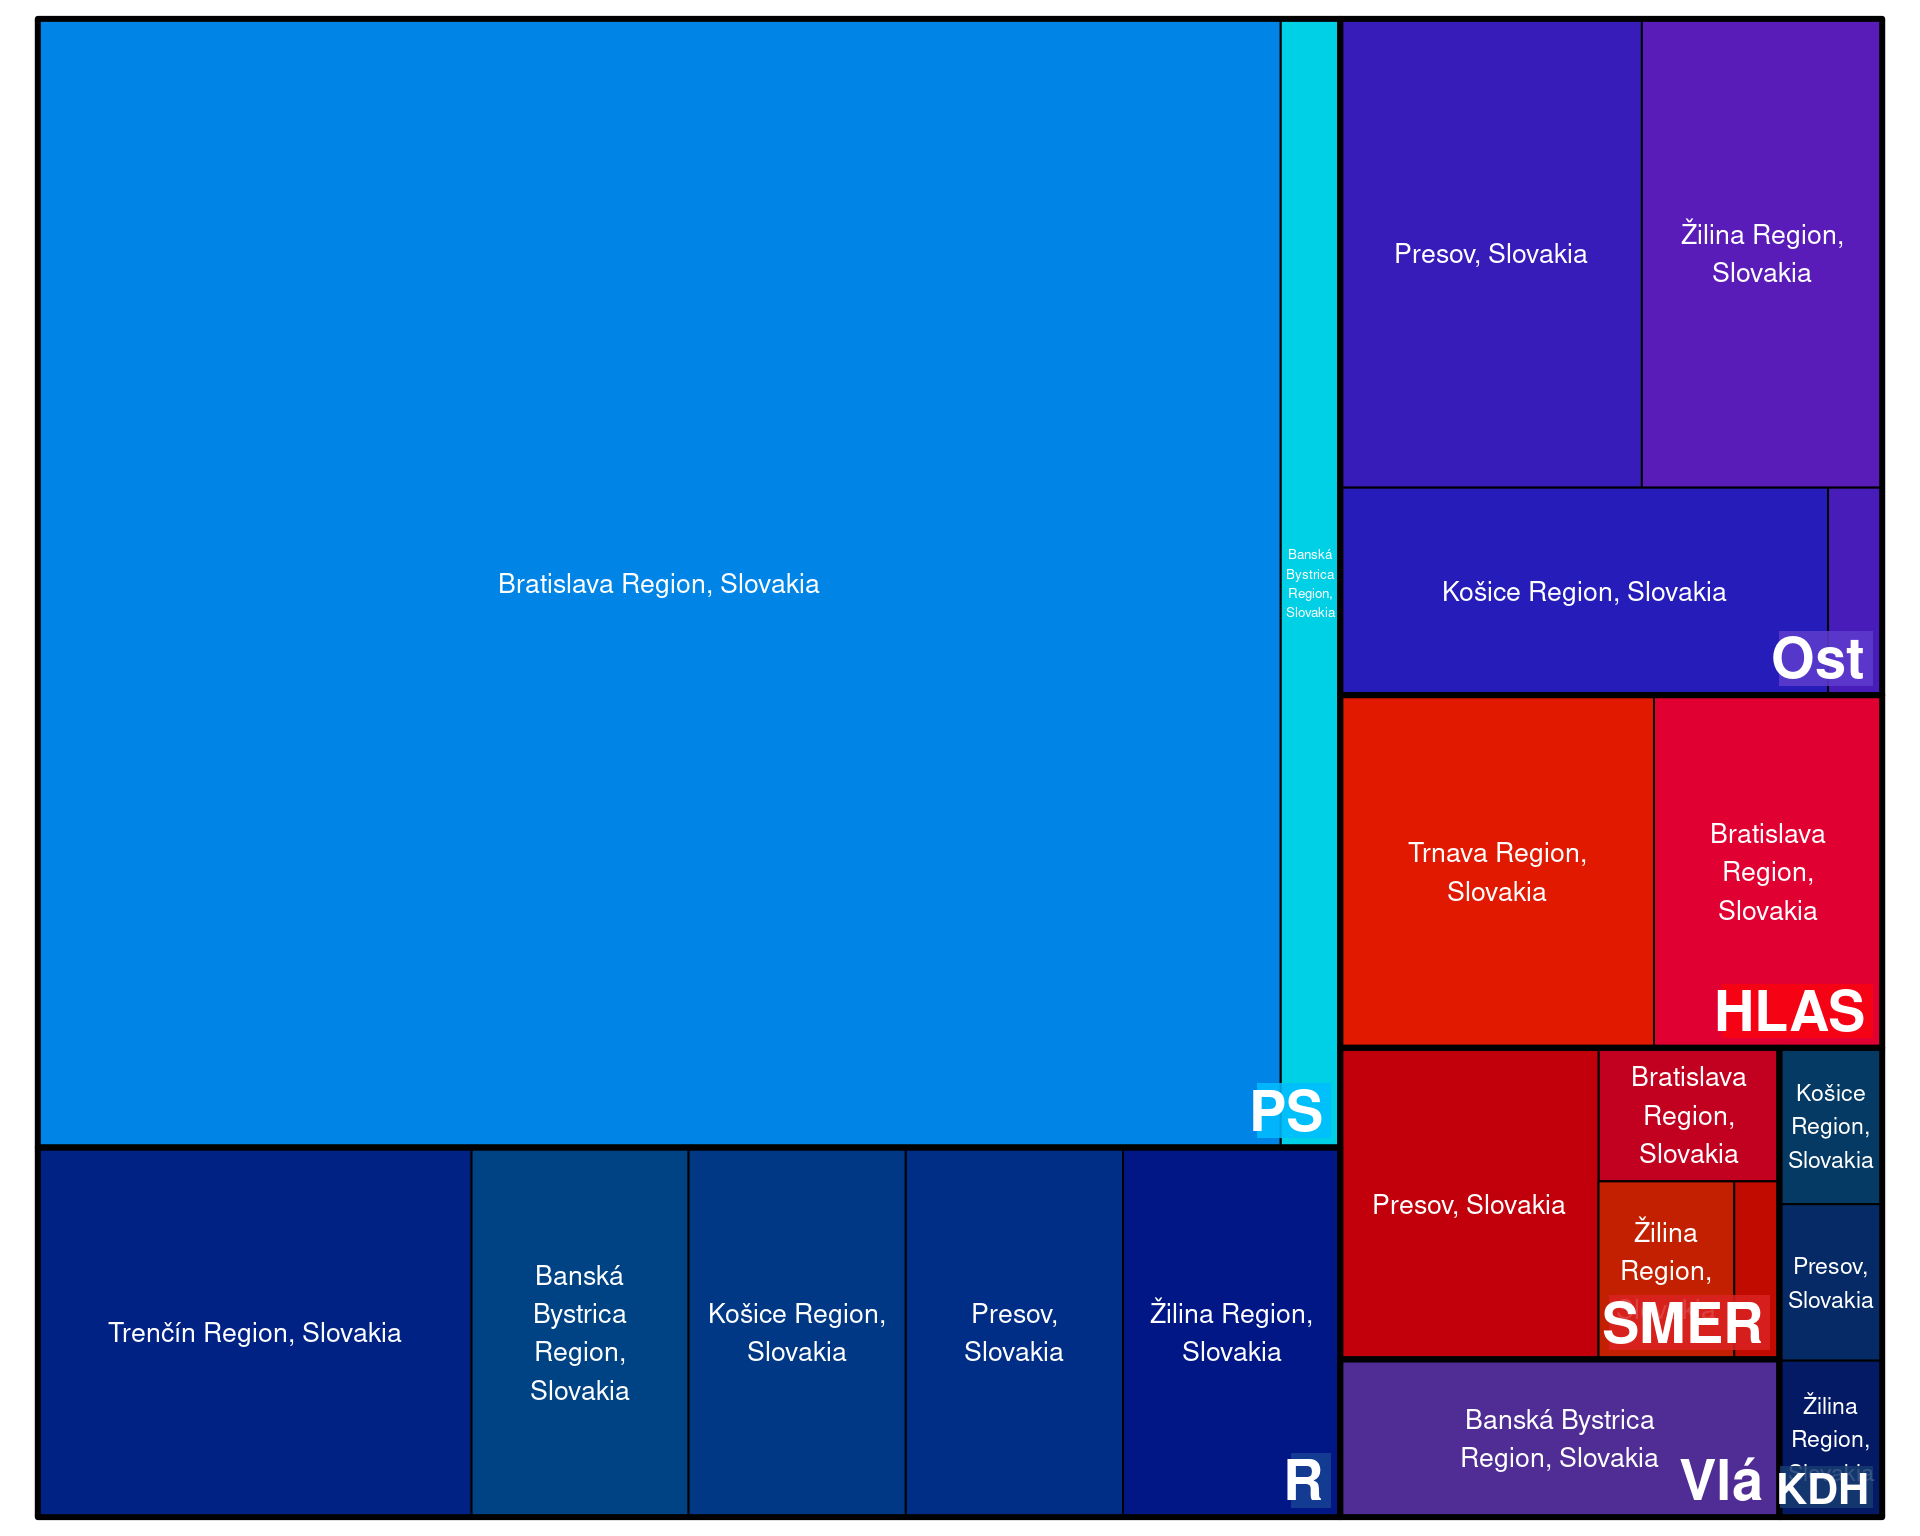 Bratislava Region, Slovakia
Banská
Bystrica
Region,
Slovakia
PS
Trenčín Region, Slovakia
Banská
Bystrica
Region,
Slovakia
Košice Region,
Slovakia
Presov,
Slovakia
Žilina Region,
Slovakia
R
Presov, Slovakia
Žilina Region,
Slovakia
Košice Region, Slovakia
Ost
Trnava Region,
Slovakia
Bratislava
Region,
Slovakia
HLAS
Presov, Slovakia
Bratislava
Region,
Slovakia
Žilina
Region,
SMER
Banská Bystrica
Region, Slovakia
Vlá
Košice
Region,
Slovakia
Presov,
Slovakia
Žilina
Region,
Slovakia
KDH